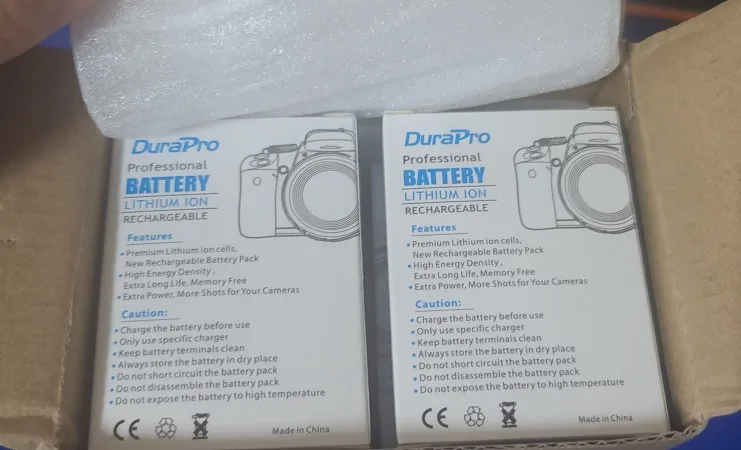 DuraPro
Professional
BATTERY
LITHIUM ION
RECHARGEABLE
Features
• Premium Lithium ion cells,
New Rechargeable Battery Pack
• High Energy Density ,
Extra Long Life, Memory Free
• Extra Power, More Shots for Your Cameras
Caution:
• Charge the battery before use
• Only use specific charger
• Keep battery terminals clean
• Always store the battery in dry place
• Do not short circuit the battery pack
• Do not disassemble the battery pack
• Do not expose the battery to high temperature
CE
Made in China
DuraPro
Professional
BATTERY
LITHIUM ION
RECHARGEABLE
Features
• Premium Lithium ion cells,
New Rechargeable Battery Pack
• High Energy Density ,
Extra Long Life, Memory Free
• Extra Power, More Shots for Your Cameras
Caution:
• Charge the battery before use
• Only use specific charger
• Keep battery terminals clean
• Always store the battery in dry place
• Do not short circuit the battery pack
• Do not disassemble the battery pack
• Do not expose the battery to high temperature
CE
Made in China